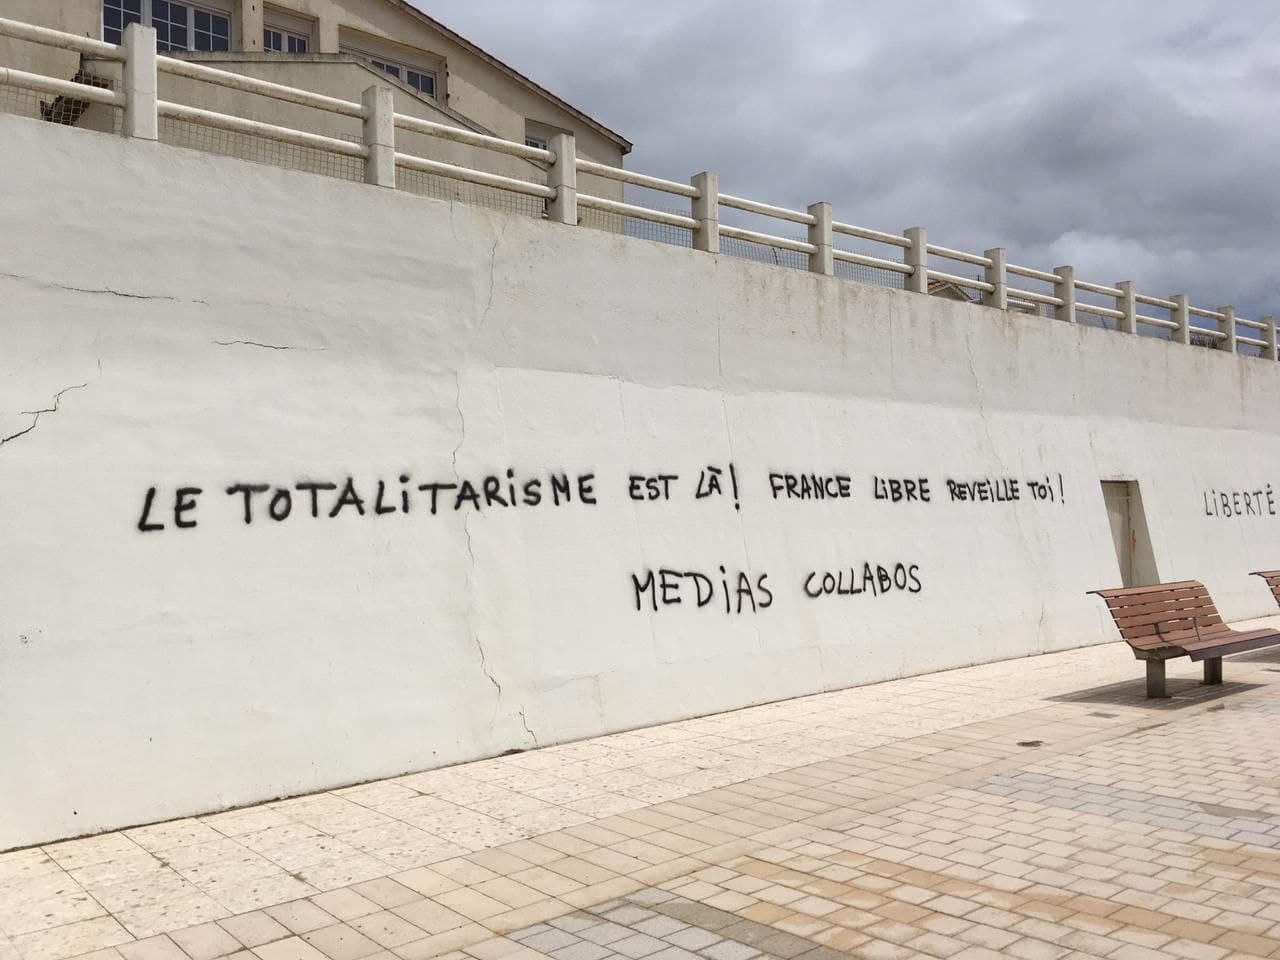 LE TOTALiTARiSME EST LÀ! FRANCE LiBRE REVEiLLE TOi!
MEDiAS COLLABOS
LiBERTÉ